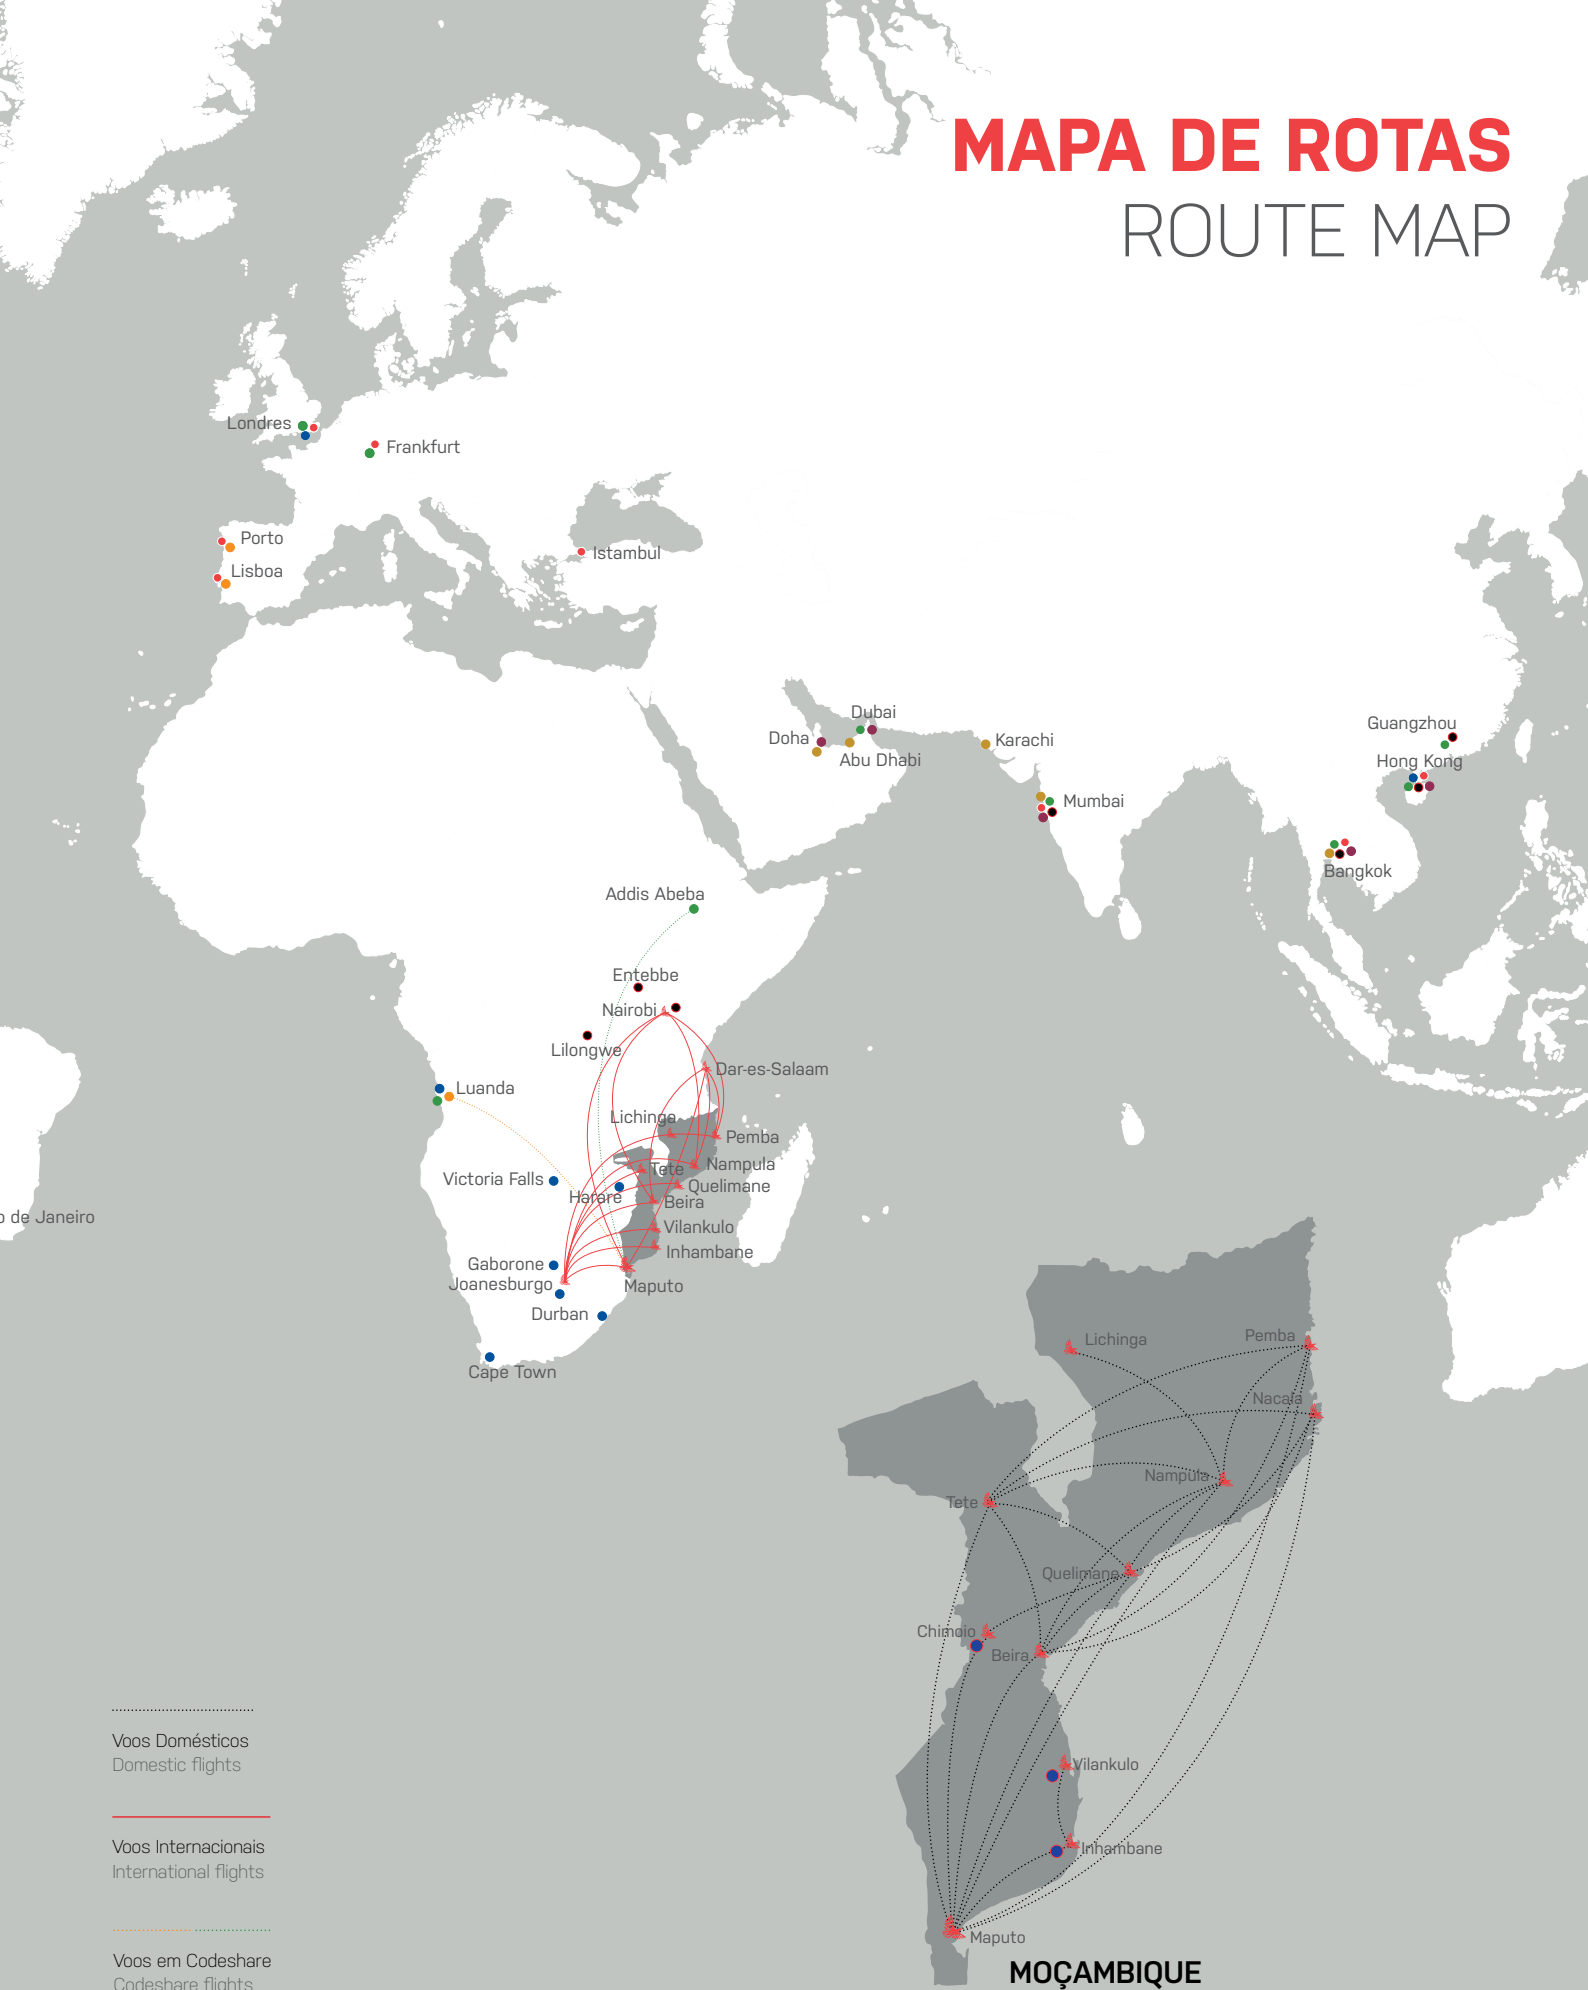 MAPA DE ROTAS
ROUTE MAP
Londres
Frankfurt
Porto
Istambul
Lisboa
Dubai
Doha
Abu Dhabi
Karachi
Guangzhou
Hong Kong
Mumbai
Bangkok
Addis Abeba
Entebbe
Nairobi
Lilongwe
Dar-es-Salaam
Luanda
Lichinga
Pemba
Nampula
Tete
Victoria Falls
Quelimane
Harare
Beira
o de Janeiro
Vilankulo
Inhambane
Gaborone
Joanesburgo
Maputo
Durban
Cape Town
Lichinga
Pemba
Nacala
Nampula
Tete
Quelimane
Chimoio
Beira
Vilankulo
Inhambane
Maputo
MOÇAMBIQUE
Voos Domésticos
Domestic flights
Voos Internacionais
International flights
Voos em Codeshare
Codeshare flights